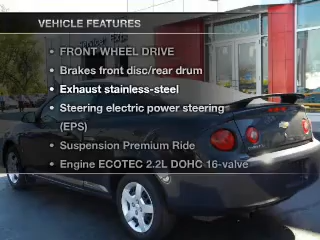 VEHICLE FEATURES
• FRONT WHEEL DRIVE
• Brakes front disc/rear drum
• Exhaust stainless-steel
• Steering electric power steering
(EPS)
• Suspension Premium Ride
• Engine ECOTEC 2.2L DOHC 16-valve